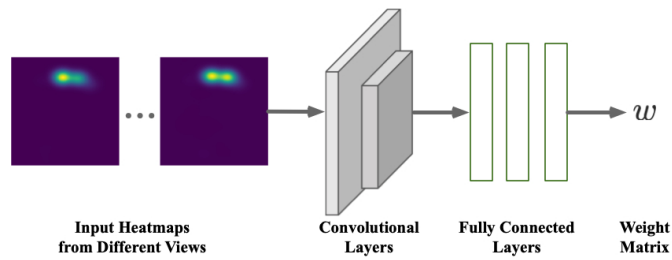 w
Input Heatmaps
from Different Views
Convolutional
Layers
Fully Connected
Layers
Weight
Matrix